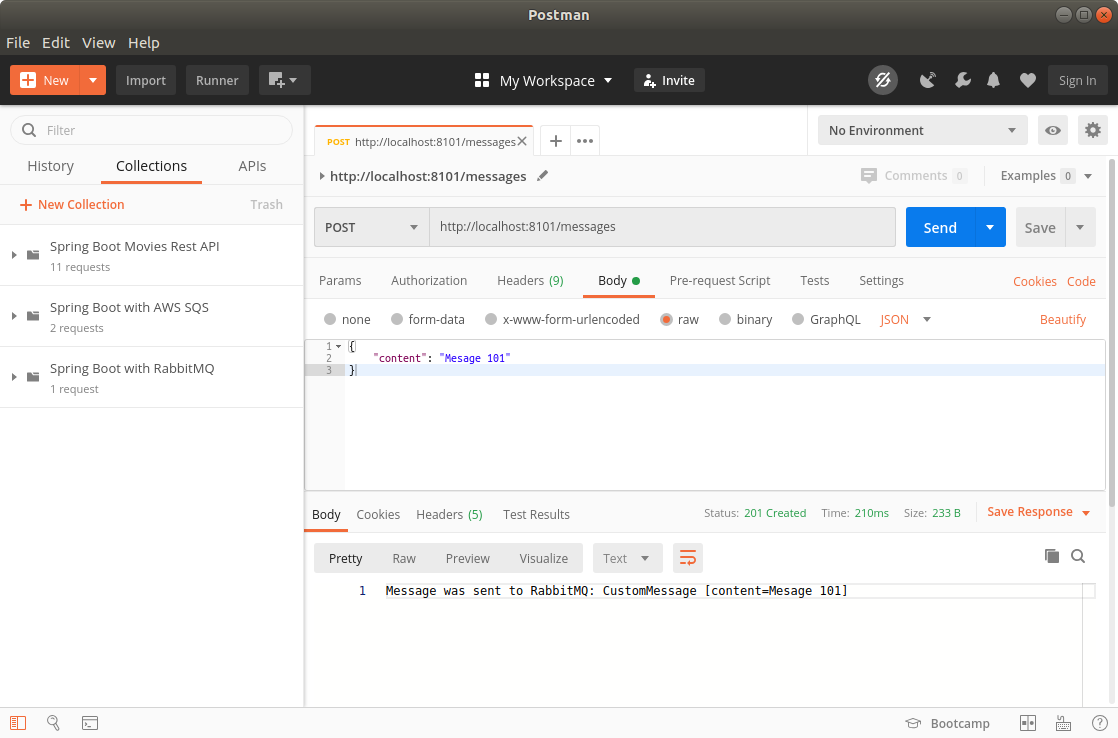 Postman
File Edit View Help
New Import Runner My Workspace Invite Sign In
Filter
History Collections APIs
New Collection Trash
Spring Boot Movies Rest API
11 requests
Spring Boot with AWS SQS
2 requests
Spring Boot with RabbitMQ
1 request
POST http://localhost:8101/messages
No Environment
http://localhost:8101/messages Comments 0 Examples 0
POST http://localhost:8101/messages Send Save
Params Authorization Headers (9) Body Pre-request Script Tests Settings Cookies Code
none form-data x-www-form-urlencoded raw binary GraphQL JSON Beautify
1 {
2 "content": "Mesage 101"
3 }
Body Cookies Headers (5) Test Results Status: 201 Created Time: 210ms Size: 233 B Save Response
Pretty Raw Preview Visualize Text
1 Message was sent to RabbitMQ: CustomMessage [content=Mesage 101]
Bootcamp